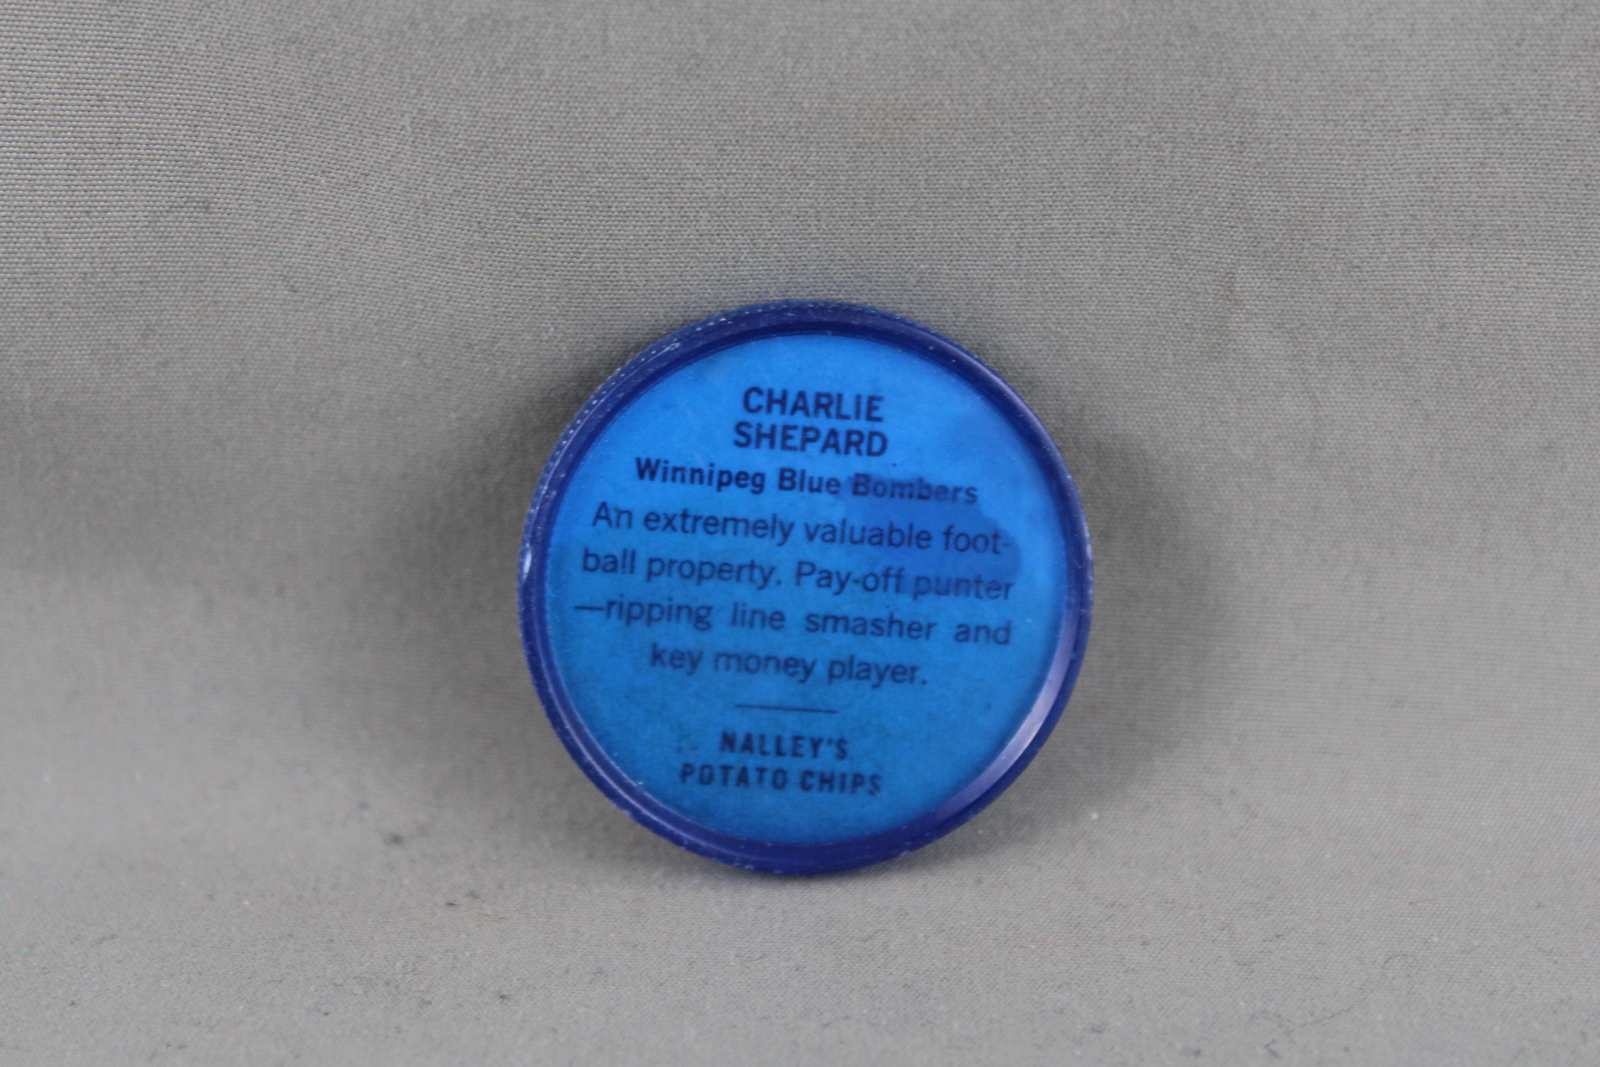 CHARLIE
SHEPARD
Winnipeg Blue Bombers
An extremely valuable foot-
ball property. Pay-off punter
—ripping line smasher and
key money player.
NALLEY'S
POTATO CHIPS